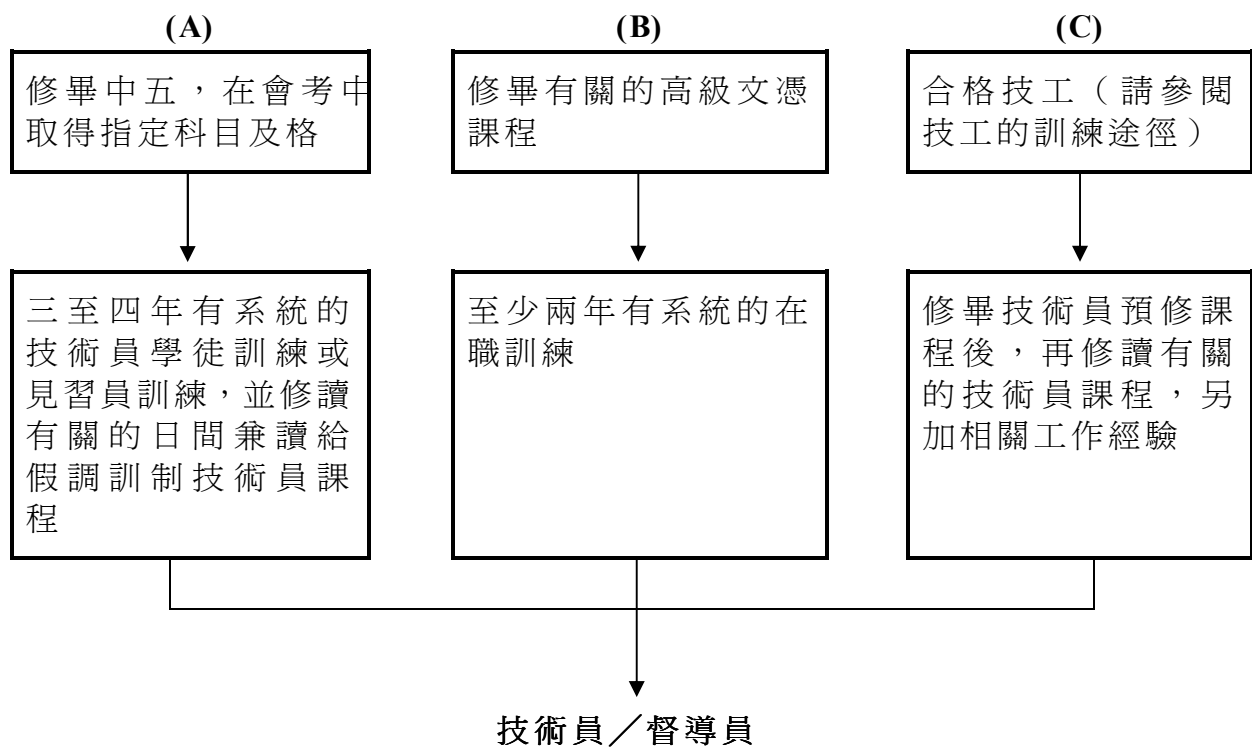 (A)
修畢中五，在會考中
取得指定科目及格
三至四年有系統的
技術員學徒訓練或
見習員訓練，並修讀
有關的日間兼讀給
假調訓制技術員課
程
(B)
修畢有關的高級文憑
課程
至少兩年有系統的在
職訓練
(C)
合格技工（請參閱
技工的訓練途徑）
修畢技術員預修課
程後，再修讀有關
的技術員課程，另
加相關工作經驗
技術員／督導員